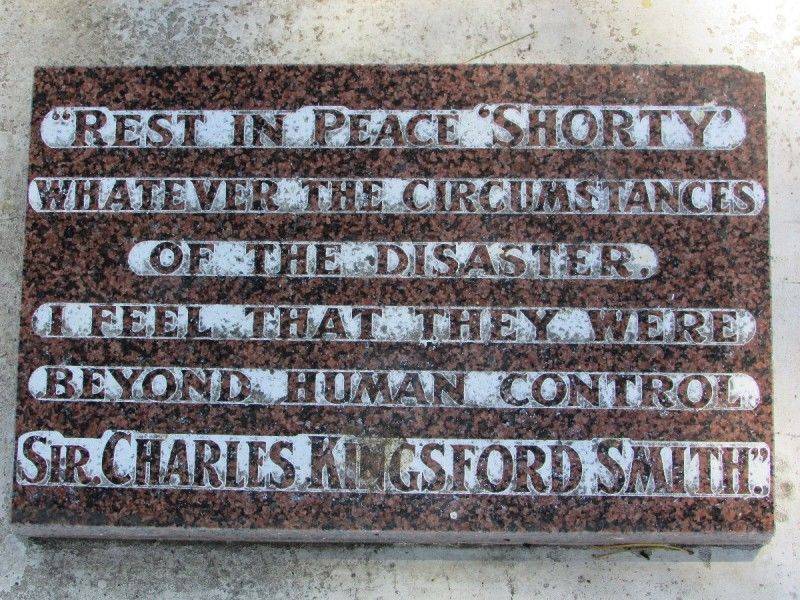 "REST IN PEACE 'SHORTY'
WHATEVER THE CIRCUMSTANCES
OF THE DISASTER,
I FEEL THAT THEY WERE
BEYOND HUMAN CONTROL.
SIR. CHARLES KINGSFORD SMITH."